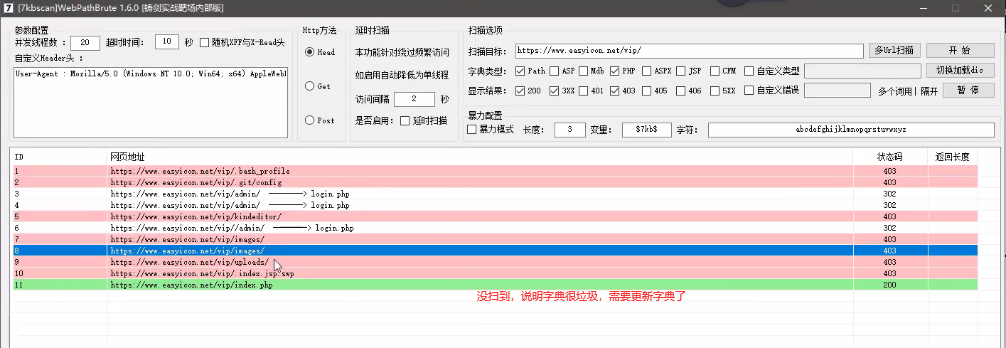 [7kbscan]WebPathBrute 1.6.0 [铸剑实战靶场内部版]
参数配置
并发线程数： 20 超时时间： 10 秒 随机XFF与X-Read头
自定义Header头 ：
User-Agent : Mozilla/5.0 (Windows NT 10.0; Win64; x64) AppleWebk
Http方法
Head
Get
Post
延时扫描
本功能针对绕过频繁访问
如启用自动降低为单线程
访问间隔 2 秒
是否启用： 延时扫描
扫描选项
扫描目标： https://www.easyicon.net/vip/ 多Url扫描 开 始
字典类型： Path ASP Mdb PHP ASPX JSP CFM 自定义类型 切换加载dic
显示结果： 200 3XX 401 403 405 406 5XX 自定义错误 多个词用|隔开 暂 停
暴力配置
暴力模式 长度： 3 变里： $7kb$ 字符： abcdefghijklmnopqrstuvwxyz
ID 网页地址 状态码 返回长度
1 https://www.easyicon.net/vip/.bash_profile 403
2 https://www.easyicon.net/vip/.git/config 403
3 https://www.easyicon.net/vip/admin/ ————> login.php 302
4 https://www.easyicon.net/vip/admin/ ————> login.php 302
5 https://www.easyicon.net/vip/kindeditor/ 403
6 https://www.easyicon.net/vip//admin/ ————> login.php 302
7 https://www.easyicon.net/vip/images/ 403
8 https://www.easyicon.net/vip/images/ 403
9 https://www.easyicon.net/vip/uploads/ 403
10 https://www.easyicon.net/vip/.index.jsp.swp 403
11 https://www.easyicon.net/vip/index.php 200
没扫到，说明字典很垃圾，需要更新字典了